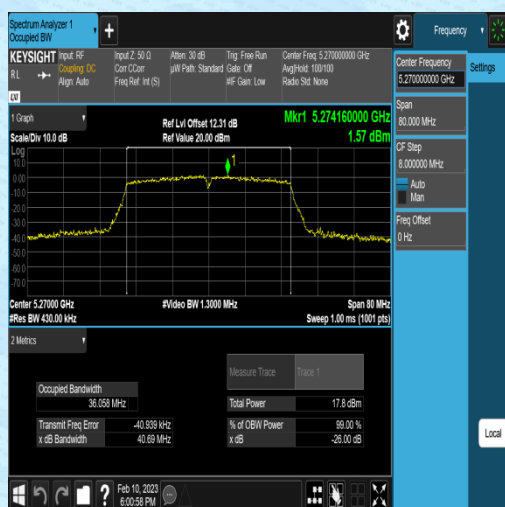 Spectrum Analyzer 1
Occupied BW
Frequency
KEYSIGHT
Input: RF
Input Z: 50 Ω
Atten: 30 dB
Trig: Free Run
Center Freq: 5.270000000 GHz
RL
Coupling: DC
Corr CCorr
µW Path: Standard
Gate: Off
Avg|Hold: 100/100
Align: Auto
Freq Ref: Int (S)
#IF Gain: Low
Radio Std: None
LXI
Center Frequency
5.270000000 GHz
Settings
Span
80.000 MHz
CF Step
8.000000 MHz
Auto
Man
Freq Offset
0 Hz
Local
1 Graph
Ref Lvl Offset 12.31 dB
Mkr1 5.274160000 GHz
Scale/Div 10.0 dB
Ref Value 20.00 dBm
1.57 dBm
Log
10.0
0.00
-10.0
-20.0
-30.0
-40.0
-50.0
-60.0
-70.0
1
Center 5.27000 GHz
#Video BW 1.3000 MHz
Span 80 MHz
#Res BW 430.00 kHz
Sweep 1.00 ms (1001 pts)
2 Metrics
Measure Trace
Trace 1
Occupied Bandwidth
36.058 MHz
Total Power
17.8 dBm
Transmit Freq Error
-40.939 kHz
% of OBW Power
99.00 %
x dB Bandwidth
40.69 MHz
x dB
-26.00 dB
?
Feb 10, 2023
6:00:58 PM